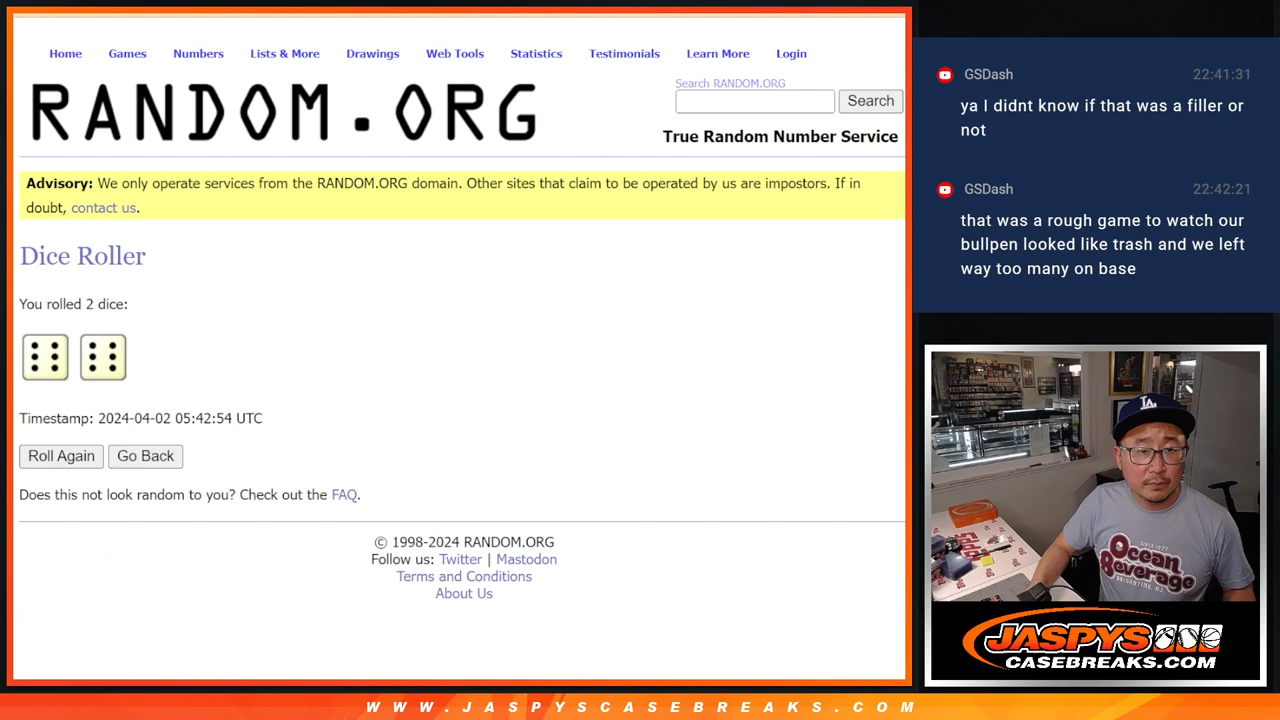 Home Games Numbers Lists & More Drawings Web Tools Statistics Testimonials Learn More Login
RANDOM.ORG
Search RANDOM.ORG
Search
True Random Number Service
Advisory: We only operate services from the RANDOM.ORG domain. Other sites that claim to be operated by us are impostors. If in
doubt, contact us.
Dice Roller
You rolled 2 dice:
Timestamp: 2024-04-02 05:42:54 UTC
Roll Again Go Back
Does this not look random to you? Check out the FAQ.
© 1998-2024 RANDOM.ORG
Follow us: Twitter | Mastodon
Terms and Conditions
About Us
GSDash 22:41:31
ya I didnt know if that was a filler or
not
GSDash 22:42:21
that was a rough game to watch our
bullpen looked like trash and we left
way too many on base
LA
Ocean
Beverage
JASPYS
CASEBREAKS.COM
WWW.JASPYSCASEBREAKS.COM